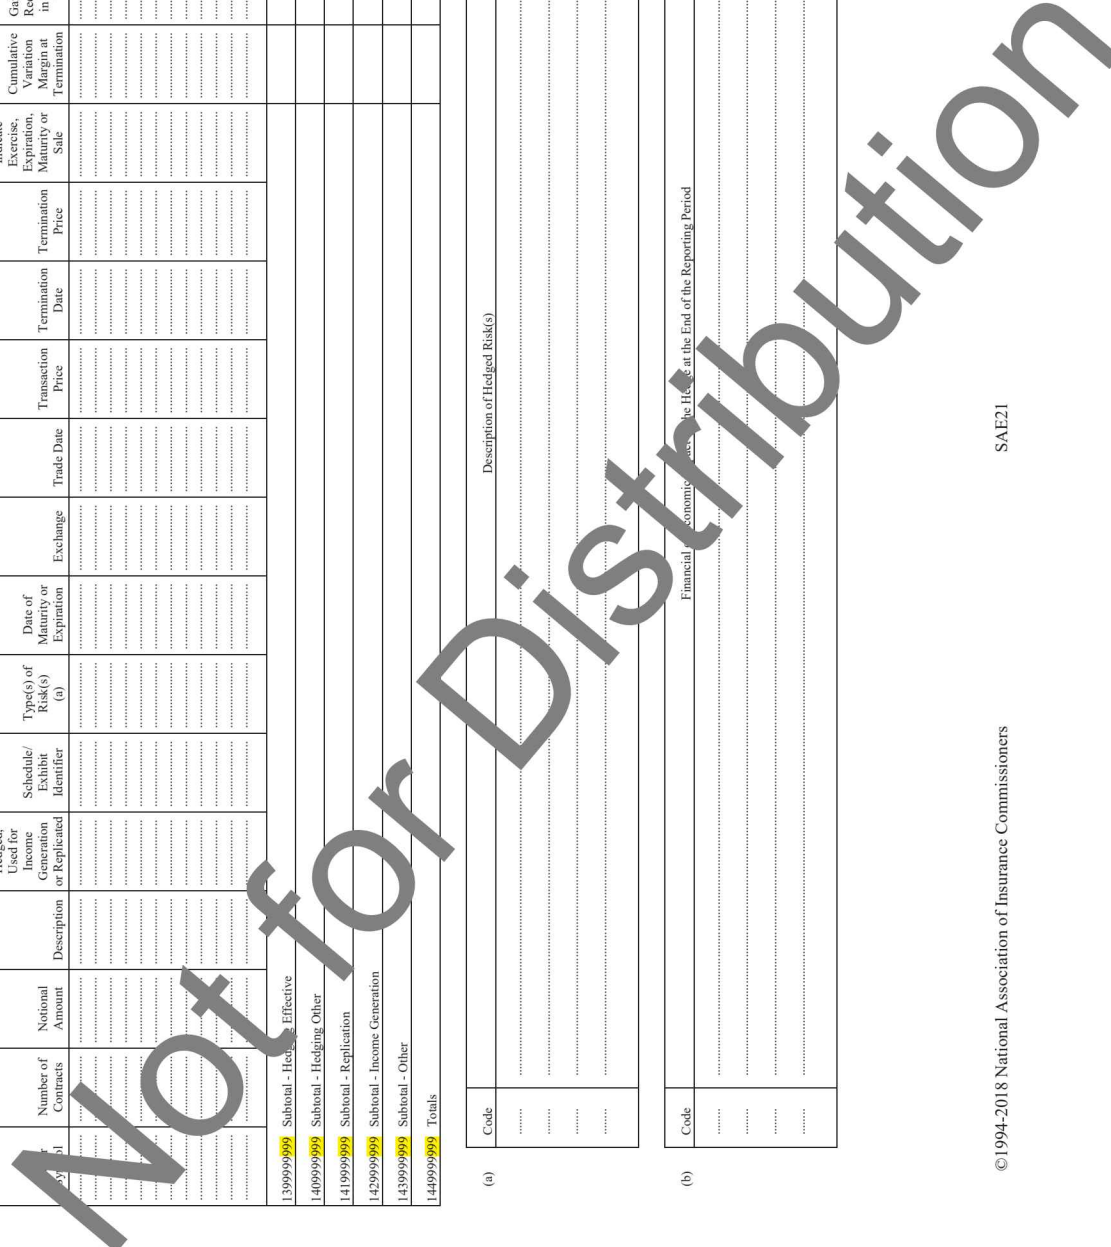 Number of
Contracts
Notional
Amount
Description
Used for
Income
Generation
or Replicated
Schedule/
Exhibit
Identifier
Type(s) of
Risk(s)
(a)
Date of
Maturity or
Expiration
Exchange
Trade Date
Transaction
Price
Termination
Date
Termination
Price
Exercise,
Expiration,
Maturity or
Sale
Cumulative
Variation
Margin at
Termination
1399999999 Subtotal - Hedging Effective
1409999999 Subtotal - Hedging Other
1419999999 Subtotal - Replication
1429999999 Subtotal - Income Generation
1439999999 Subtotal - Other
1449999999 Totals
(a) Code Description of Hedged Risk(s)
(b) Code Financial Hedge at the End of the Reporting Period
©1994-2018 National Association of Insurance Commissioners SAE21
Not for Distribution